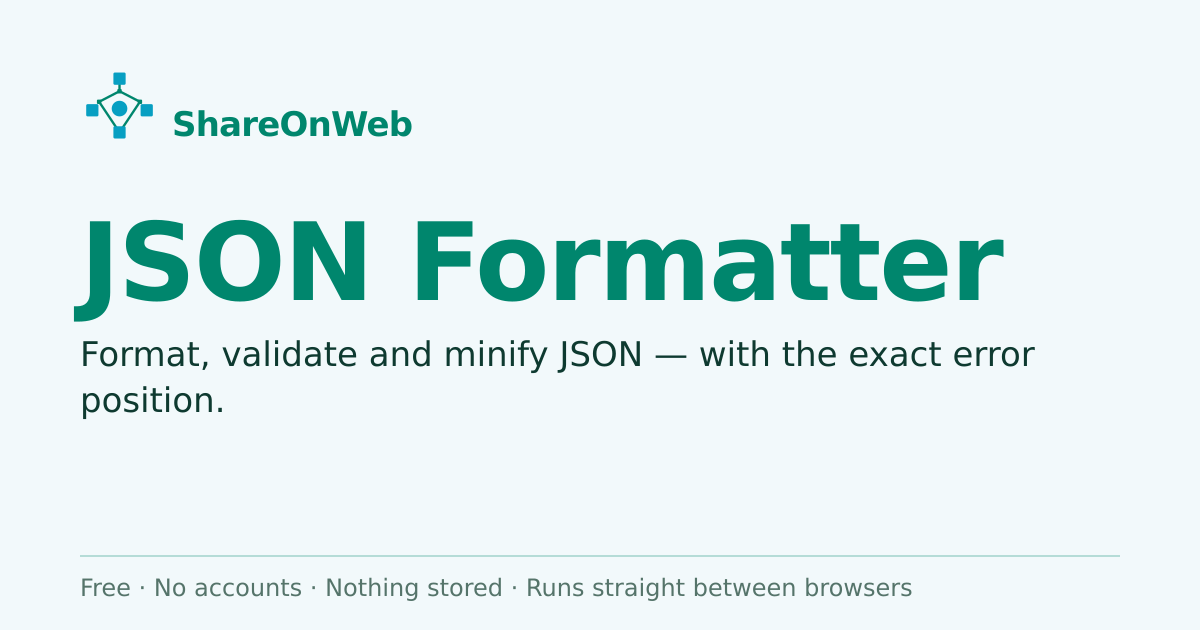 ShareOnWeb
JSON Formatter
Format, validate and minify JSON — with the exact error
position.
Free · No accounts · Nothing stored · Runs straight between browsers